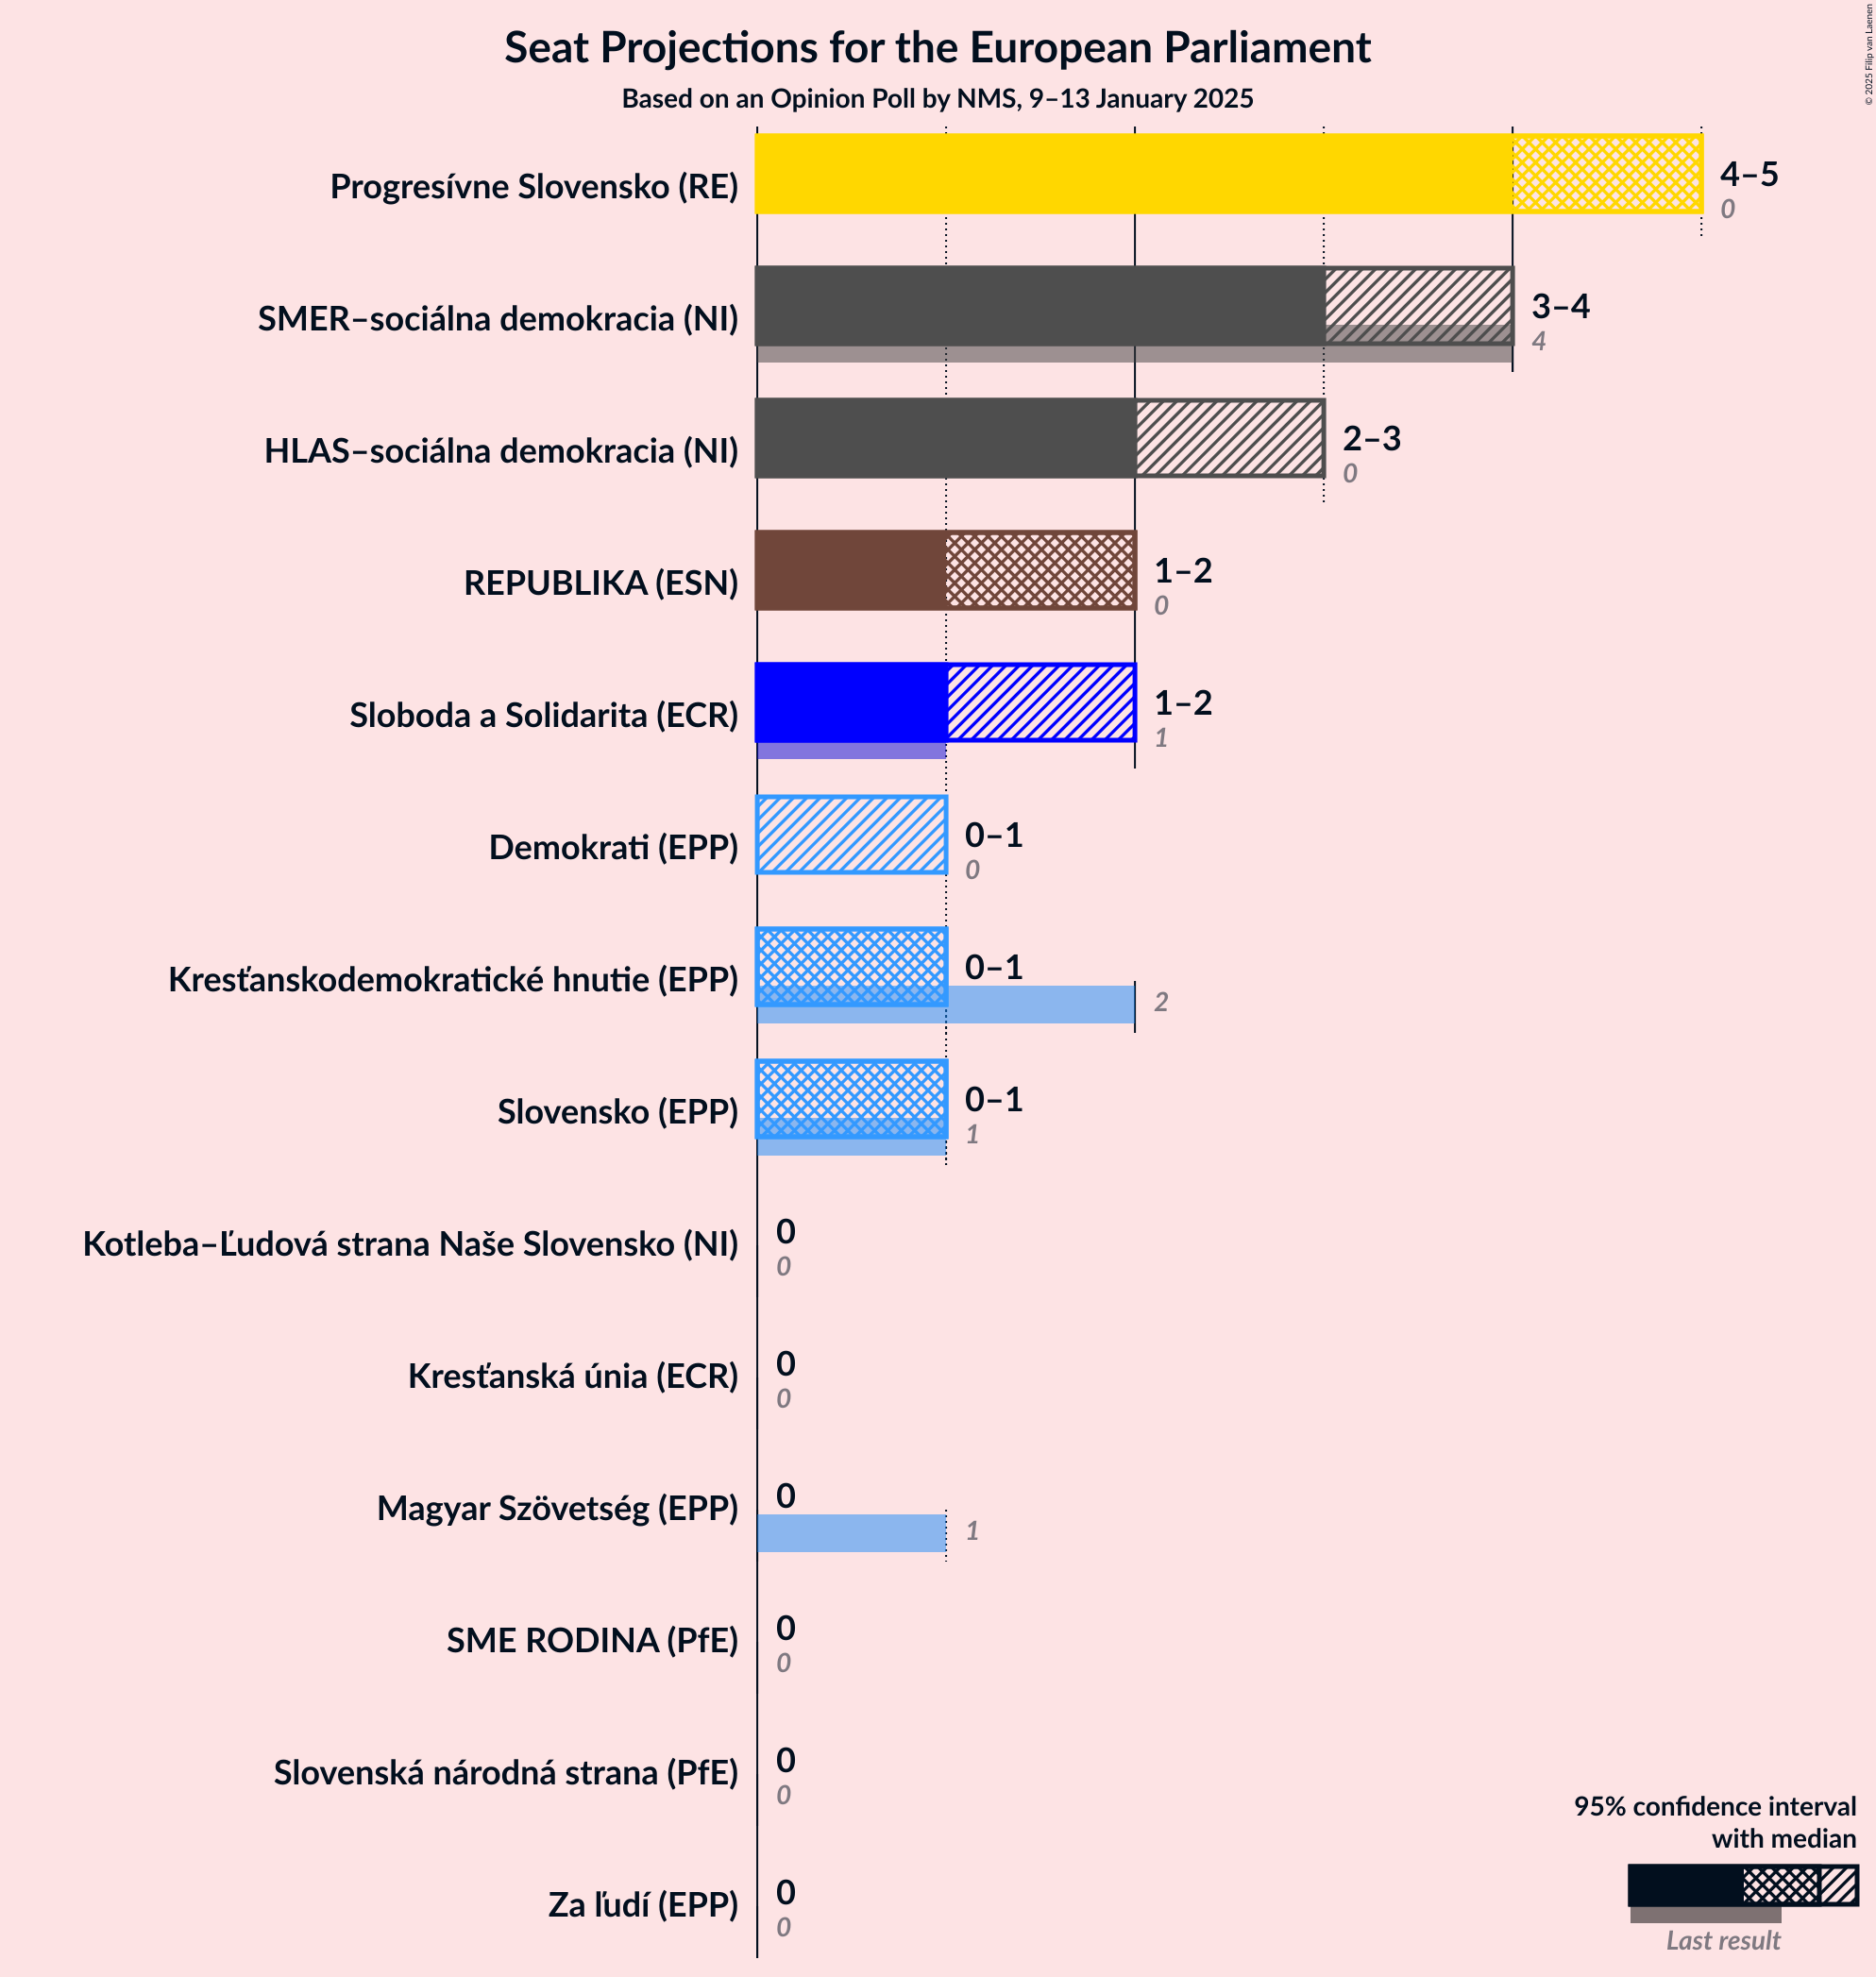 Seat Projections for the European Parliament
Based on an Opinion Poll by NMS, 9–13 January 2025
© 2025 Filip van Laenen
Progresívne Slovensko (RE)
4–5
0
SMER–sociálna demokracia (NI)
3–4
4
HLAS–sociálna demokracia (NI)
2–3
0
REPUBLIKA (ESN)
1–2
0
Sloboda a Solidarita (ECR)
1–2
1
Demokrati (EPP)
0–1
0
Kresťanskodemokratické hnutie (EPP)
0–1
2
Slovensko (EPP)
0–1
1
Kotleba–Ľudová strana Naše Slovensko (NI)
0
0
Kresťanská únia (ECR)
0
0
Magyar Szövetség (EPP)
0
1
SME RODINA (PfE)
0
0
Slovenská národná strana (PfE)
0
0
Za ľudí (EPP)
0
0
95% confidence interval
with median
Last result